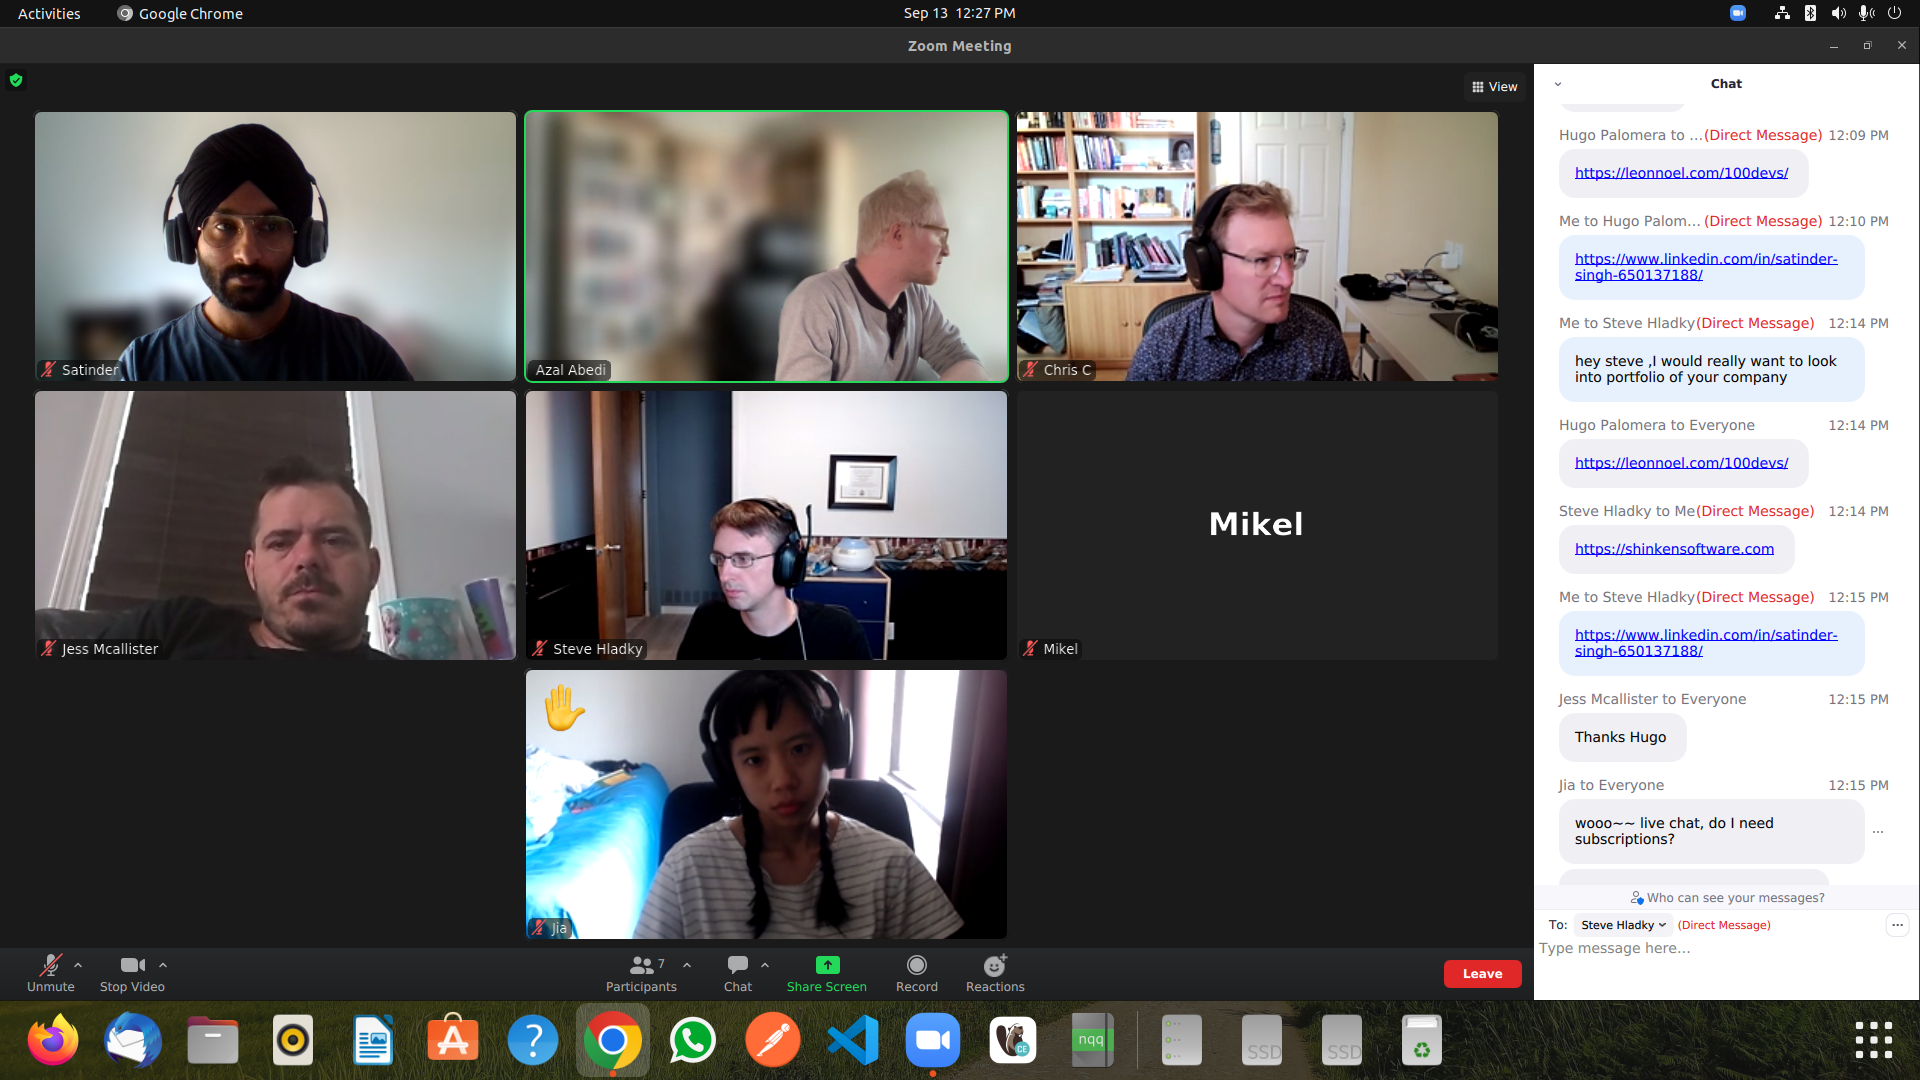 Activities
Google Chrome
Sep 13 12:27 PM
Zoom Meeting
View
Satinder
Azal Abedi
Chris C
Jess Mcallister
Steve Hladky
Mikel
Mikel
Jia
Unmute
Stop Video
Participants
7
Chat
Share Screen
Record
Reactions
Leave
Chat
Hugo Palomera to ...(Direct Message) 12:09 PM
https://leonnoel.com/100devs/
Me to Hugo Palom... (Direct Message) 12:10 PM
https://www.linkedin.com/in/satinder-
singh-650137188/
Me to Steve Hladky(Direct Message) 12:14 PM
hey steve ,I would really want to look
into portfolio of your company
Hugo Palomera to Everyone 12:14 PM
https://leonnoel.com/100devs/
Steve Hladky to Me(Direct Message) 12:14 PM
https://shinkensoftware.com
Me to Steve Hladky(Direct Message) 12:15 PM
https://www.linkedin.com/in/satinder-
singh-650137188/
Jess Mcallister to Everyone 12:15 PM
Thanks Hugo
Jia to Everyone 12:15 PM
wooo~~ live chat, do I need
subscriptions?
Who can see your messages?
To: Steve Hladky (Direct Message)
Type message here...
CE
nqq
SSD
SSD